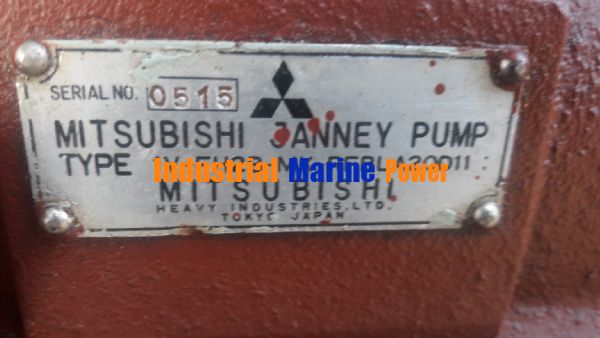 SERIAL NO. 0515
MITSUBISHI JANNEY PUMP
TYPE
Industrial Marine Power
MITSUBISHI
HEAVY INDUSTRIES, LTD.
TOKYO JAPAN